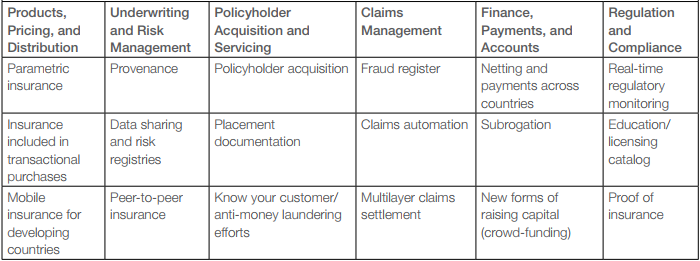 Products,
Pricing, and
Distribution
Underwriting
and Risk
Management
Policyholder
Acquisition and
Servicing
Claims
Management
Finance,
Payments, and
Accounts
Regulation
and
Compliance
Parametric
insurance
Provenance
Policyholder acquisition
Fraud register
Netting and
payments across
countries
Real-time
regulatory
monitoring
Insurance
included in
transactional
purchases
Data sharing
and risk
registries
Placement
documentation
Claims automation
Subrogation
Education/
licensing
catalog
Mobile
insurance for
developing
countries
Peer-to-peer
insurance
Know your customer/
anti-money laundering
efforts
Multilayer claims
settlement
New forms of
raising capital
(crowd-funding)
Proof of
insurance